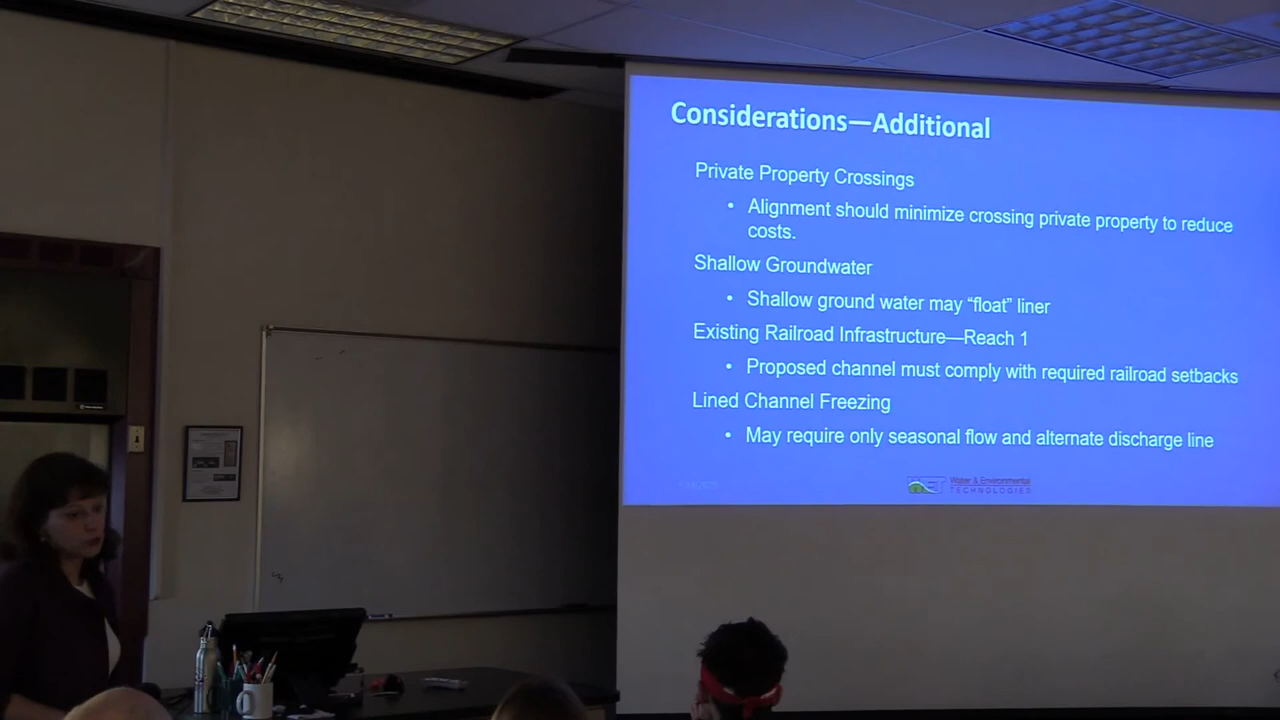 Considerations—Additional
Private Property Crossings
• Alignment should minimize crossing private property to reduce
costs.
Shallow Groundwater
• Shallow ground water may “float” liner
Existing Railroad Infrastructure—Reach 1
• Proposed channel must comply with required railroad setbacks
Lined Channel Freezing
• May require only seasonal flow and alternate discharge line
Water & Environmental
TECHNOLOGIES